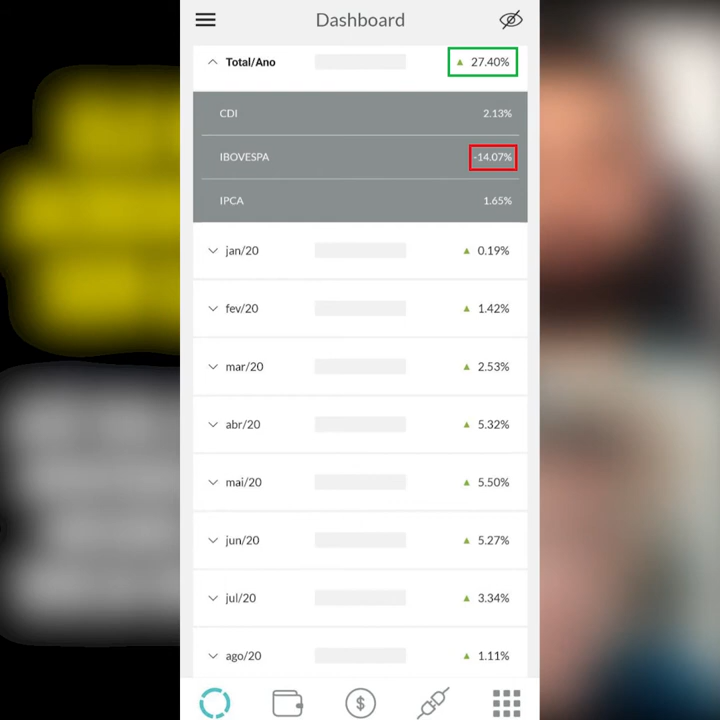 Dashboard
Total/Ano 27.40%
CDI 2.13%
IBOVESPA -14.07%
IPCA 1.65%
jan/20 0.19%
fev/20 1.42%
mar/20 2.53%
abr/20 5.32%
mai/20 5.50%
jun/20 5.27%
jul/20 3.34%
ago/20 1.11%
$